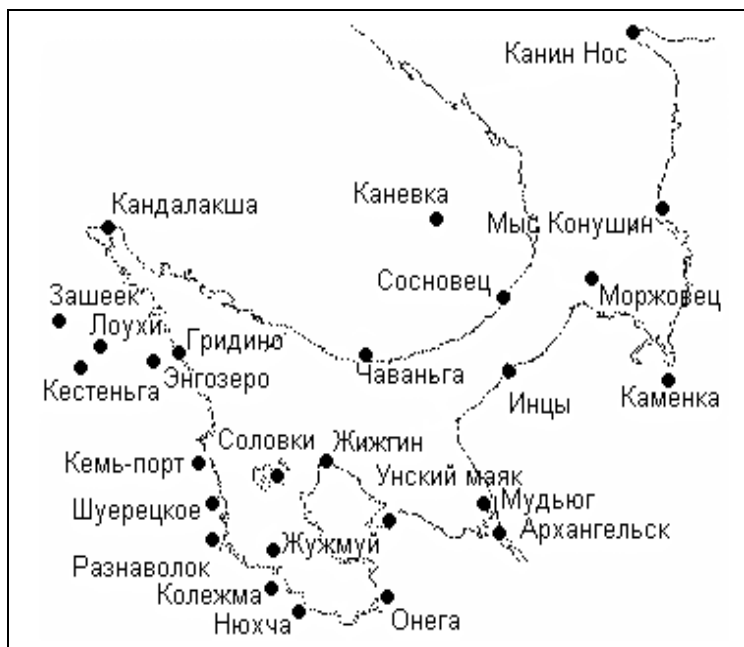 Канин Нос
Каневка
Кандалакша
Мыс Конушин
Сосновец
Моржовец
Зашеек
Лоухи
Гридино
Чаваньга
Энгозеро
Кестеньга
Инцы
Каменка
Соловки
Жижгин
Кемь-порт
Унский маяк
Мудьюг
Шуерецкое
Архангельск
Жужмуй
Разнаволок
Колежма
Нюхча
Онега